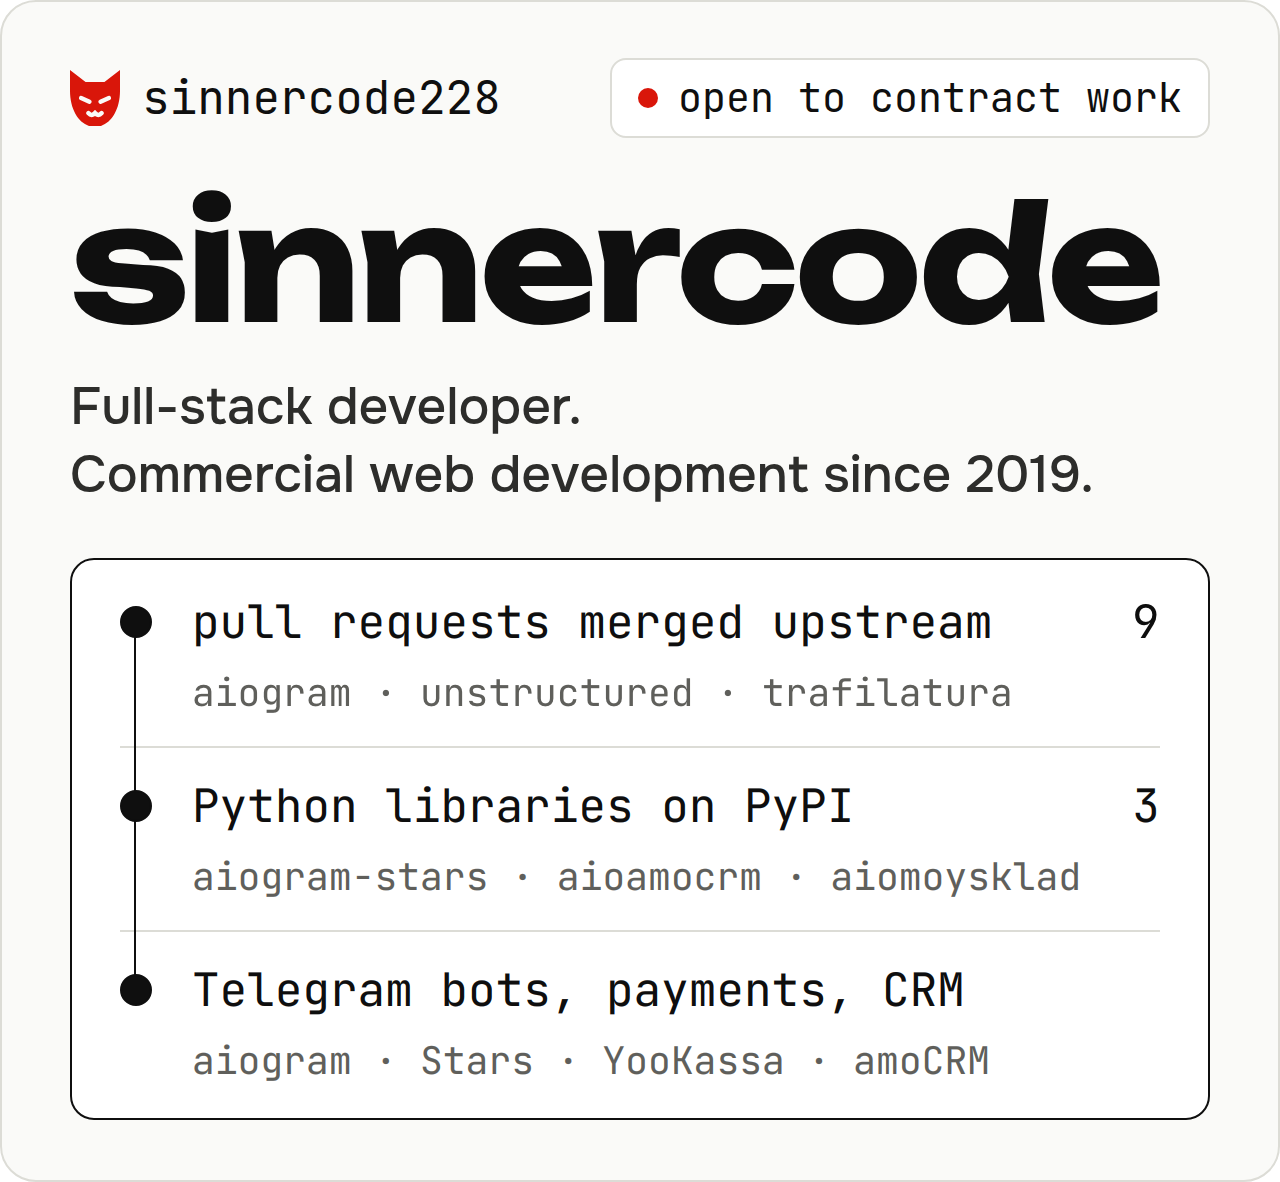 sinnercode228
open to contract work
sinnercode
Full-stack developer.
Commercial web development since 2019.
pull requests merged upstream 9
aiogram · unstructured · trafilatura
Python libraries on PyPI 3
aiogram-stars · aioamocrm · aiomoysklad
Telegram bots, payments, CRM
aiogram · Stars · YooKassa · amoCRM